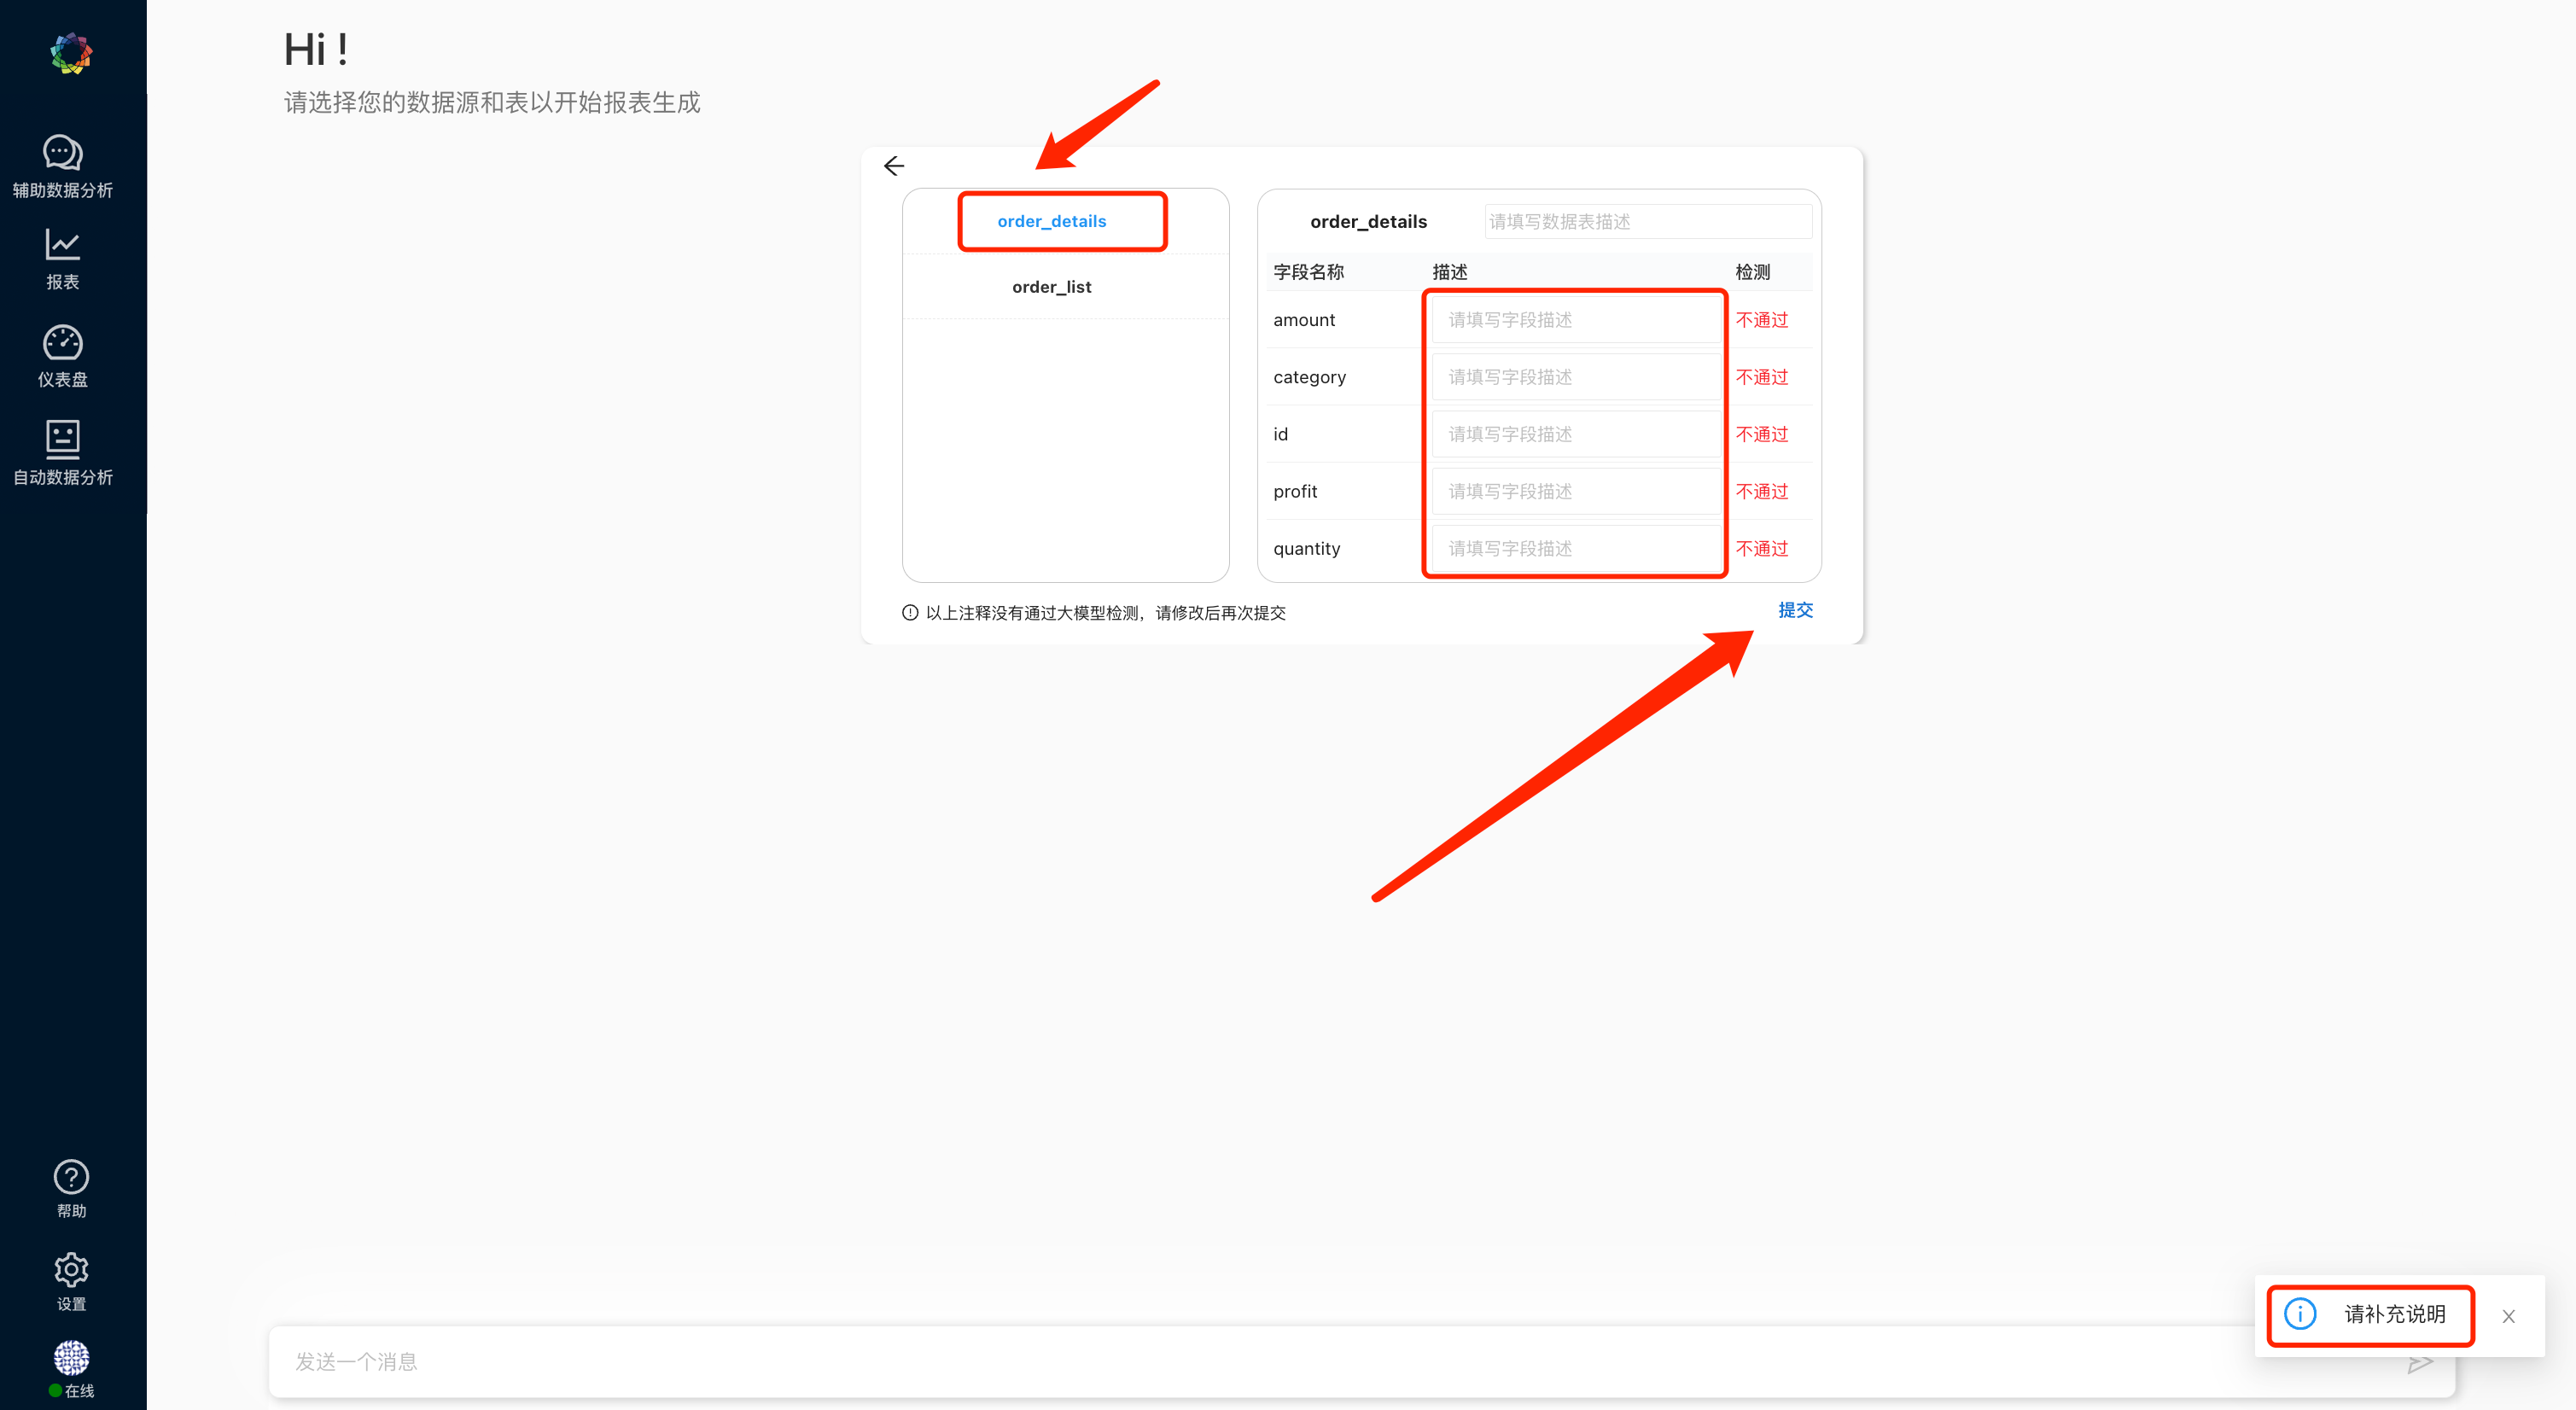 Hi !
请选择您的数据源和表以开始报表生成
辅助数据分析
报表
仪表盘
自动数据分析
帮助
设置
在线
order_details
order_list
order_details
请填写数据表描述
字段名称 描述 检测
amount 请填写字段描述 不通过
category 请填写字段描述 不通过
id 请填写字段描述 不通过
profit 请填写字段描述 不通过
quantity 请填写字段描述 不通过
以上注释没有通过大模型检测，请修改后再次提交
提交
请补充说明
发送一个消息